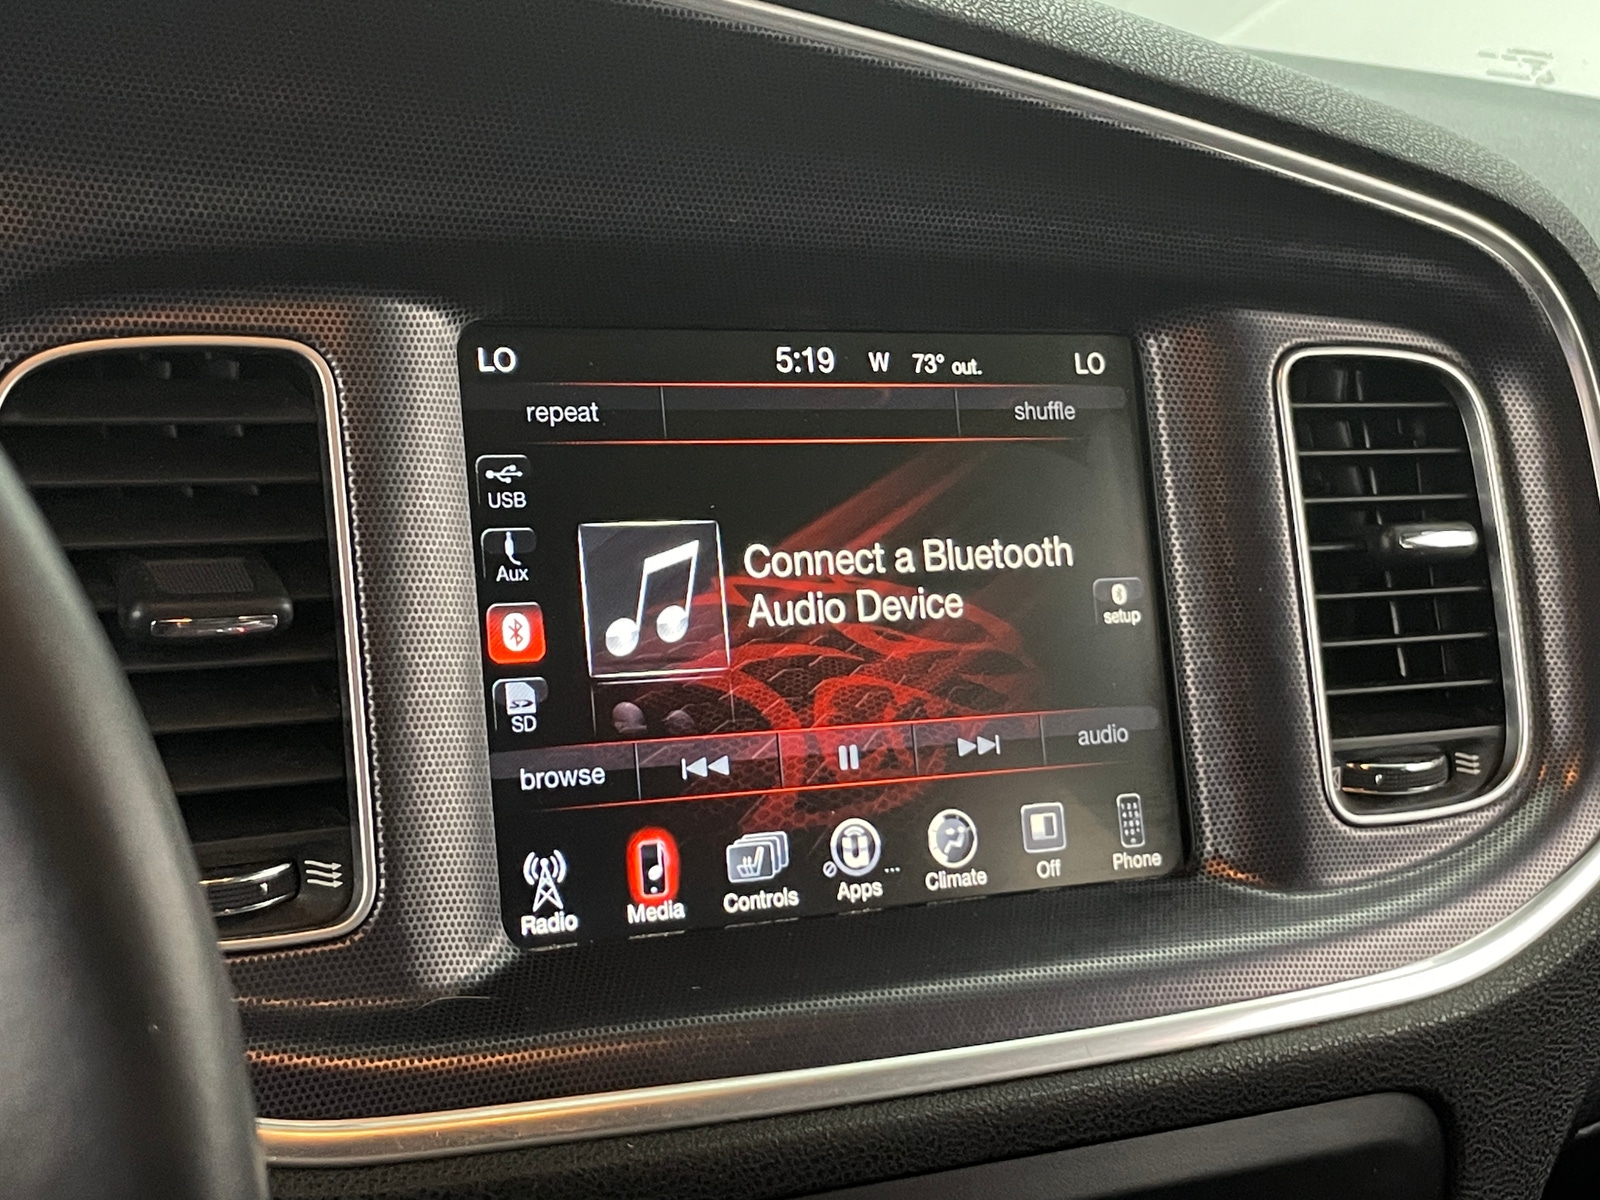 LO 5:19 W 73° out. LO
repeat shuffle
USB
Aux
Connect a Bluetooth
Audio Device
setup
SD
browse audio
Radio Media Controls Apps ... Climate Off Phone